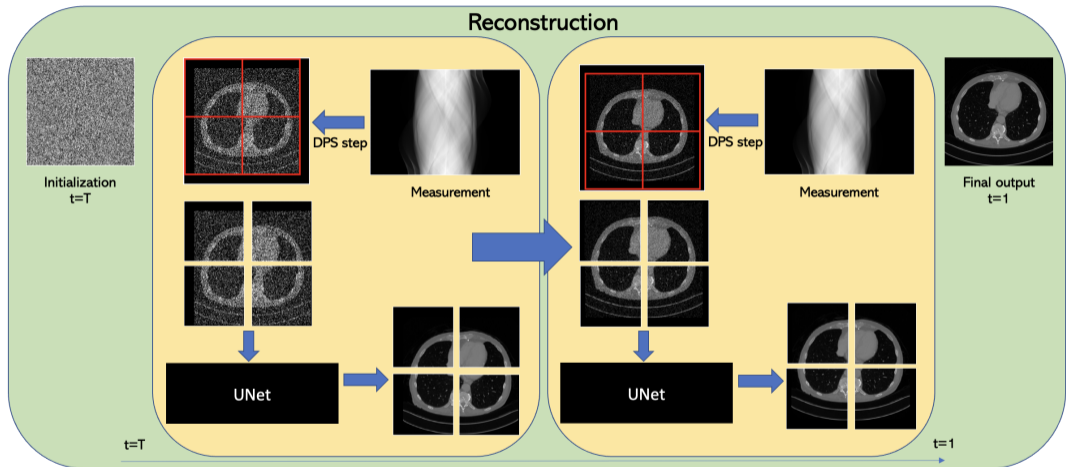 Reconstruction
Initialization
t=T
DPS step
Measurement
UNet
DPS step
Measurement
UNet
Final output
t=1
t=T
t=1